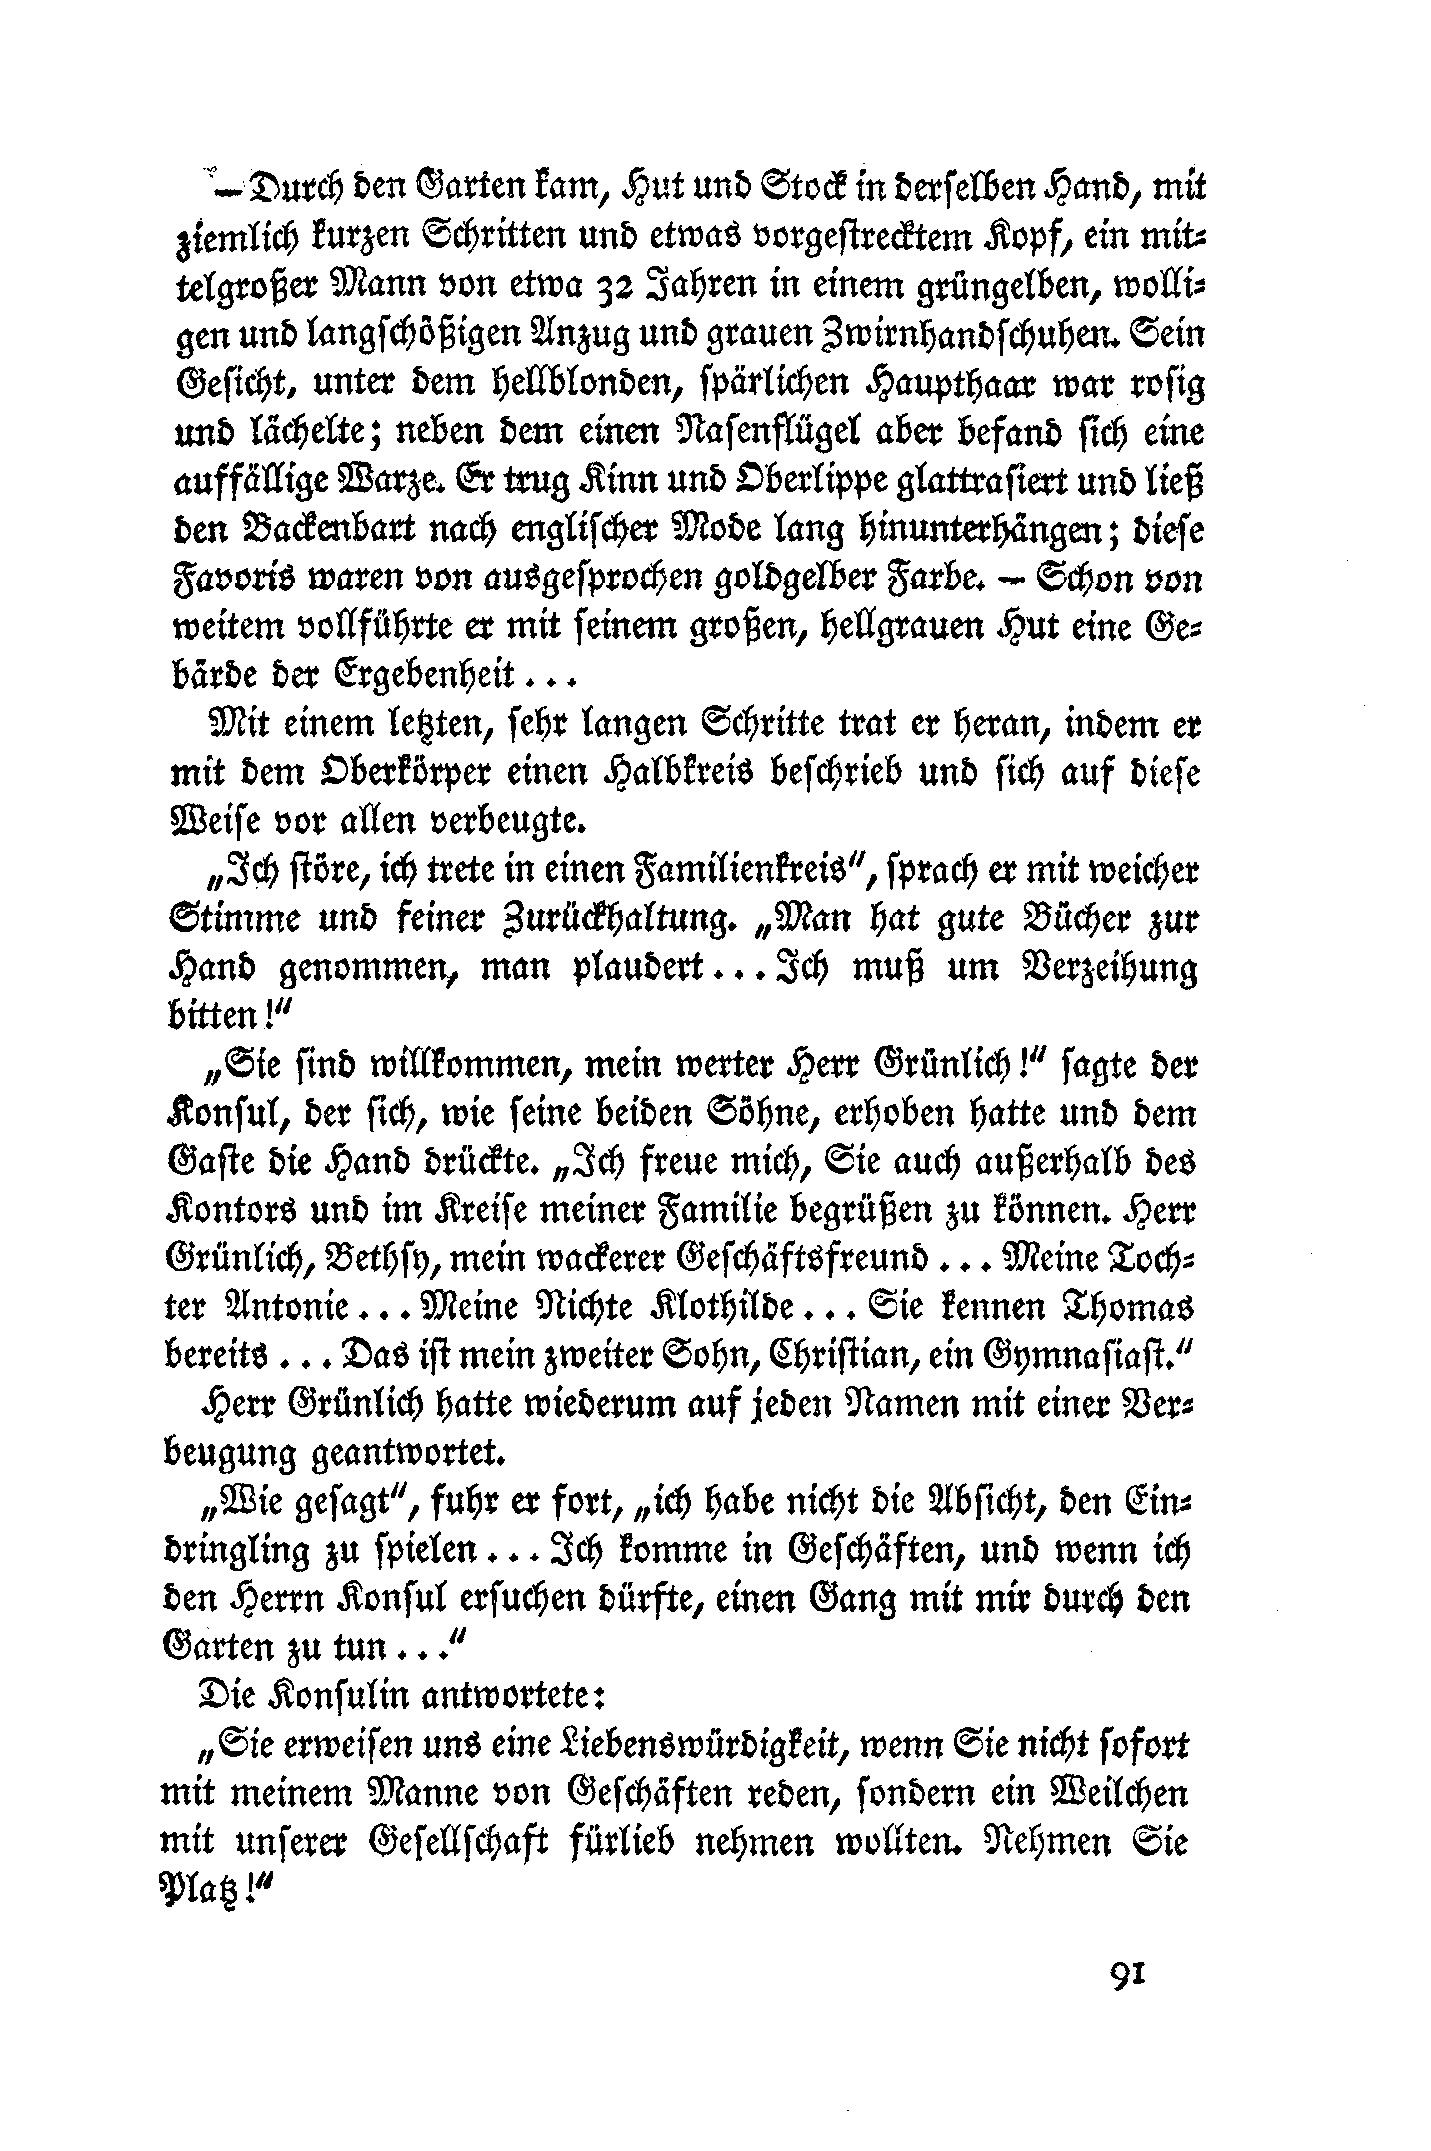 — Durch den Garten kam, Hut und Stock in derselben Hand, mit
ziemlich kurzen Schritten und etwas vorgestrecktem Kopf, ein mit-
telgroßer Mann von etwa 32 Jahren in einem grüngelben, wolli-
gen und langschößigen Anzug und grauen Zwirnhandschuhen. Sein
Gesicht, unter dem hellblonden, spärlichen Haupthaar war rosig
und lächelte; neben dem einen Nasenflügel aber befand sich eine
auffällige Warze. Er trug Kinn und Oberlippe glattrasiert und ließ
den Backenbart nach englischer Mode lang hinunterhängen; diese
Favoris waren von ausgesprochen goldgelber Farbe. — Schon von
weitem vollführte er mit seinem großen, hellgrauen Hut eine Ge-
bärde der Ergebenheit...
Mit einem letzten, sehr langen Schritte trat er heran, indem er
mit dem Oberkörper einen Halbkreis beschrieb und sich auf diese
Weise vor allen verbeugte.
„Ich störe, ich trete in einen Familienkreis“, sprach er mit weicher
Stimme und feiner Zurückhaltung. „Man hat gute Bücher zur
Hand genommen, man plaudert... Ich muß um Verzeihung
bitten!“
„Sie sind willkommen, mein werter Herr Grünlich!“ sagte der
Konsul, der sich, wie seine beiden Söhne, erhoben hatte und dem
Gaste die Hand drückte. „Ich freue mich, Sie auch außerhalb des
Kontors und im Kreise meiner Familie begrüßen zu können. Herr
Grünlich, Bethsy, mein wackerer Geschäftsfreund... Meine Toch-
ter Antonie... Meine Nichte Klothilde... Sie kennen Thomas
bereits... Das ist mein zweiter Sohn, Christian, ein Gymnasiast.“
Herr Grünlich hatte wiederum auf jeden Namen mit einer Ver-
beugung geantwortet.
„Wie gesagt“, fuhr er fort, „ich habe nicht die Absicht, den Ein-
dringling zu spielen... Ich komme in Geschäften, und wenn ich
den Herrn Konsul ersuchen dürfte, einen Gang mit mir durch den
Garten zu tun...“
Die Konsulin antwortete:
„Sie erweisen uns eine Liebenswürdigkeit, wenn Sie nicht sofort
mit meinem Manne von Geschäften reden, sondern ein Weilchen
mit unserer Gesellschaft fürlieb nehmen wollten. Nehmen Sie
Platz!“
91